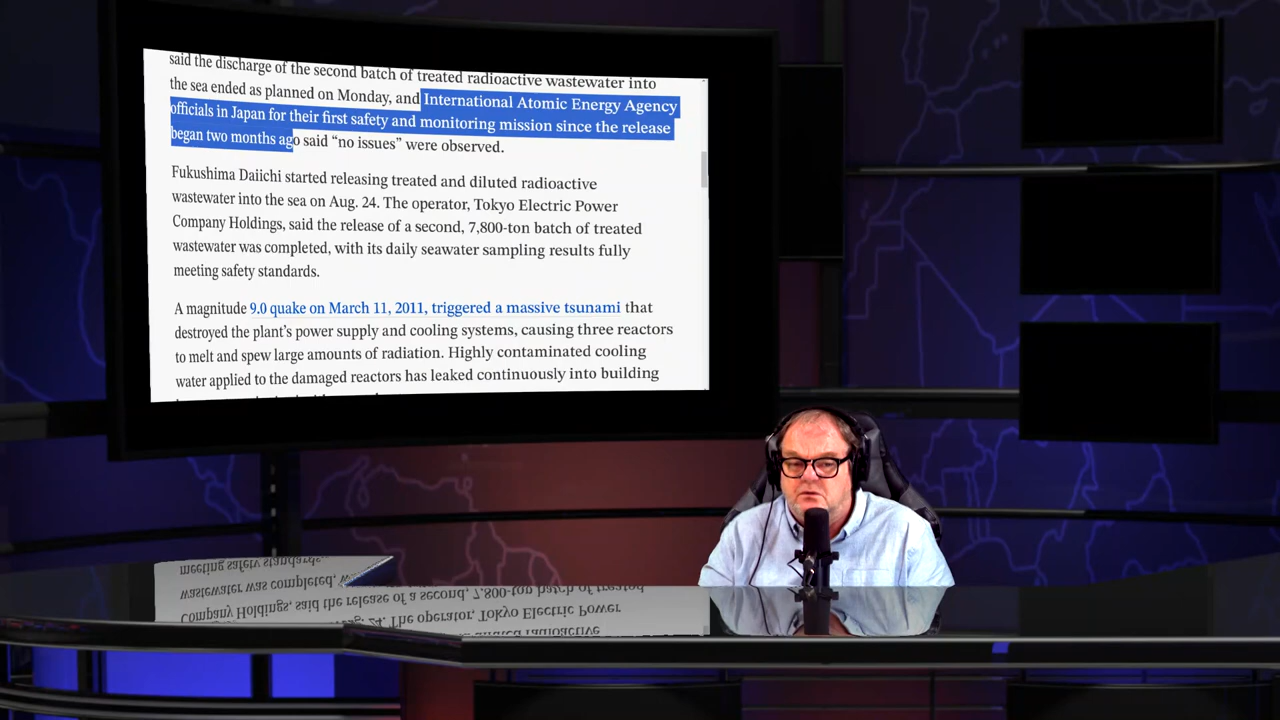 said the discharge of the second batch of treated radioactive wastewater into
the sea ended as planned on Monday, and International Atomic Energy Agency
officials in Japan for their first safety and monitoring mission since the release
began two months ago said “no issues” were observed.
Fukushima Daiichi started releasing treated and diluted radioactive
wastewater into the sea on Aug. 24. The operator, Tokyo Electric Power
Company Holdings, said the release of a second, 7,800-ton batch of treated
wastewater was completed, with its daily seawater sampling results fully
meeting safety standards.
A magnitude 9.0 quake on March 11, 2011, triggered a massive tsunami that
destroyed the plant’s power supply and cooling systems, causing three reactors
to melt and spew large amounts of radiation. Highly contaminated cooling
water applied to the damaged reactors has leaked continuously into building